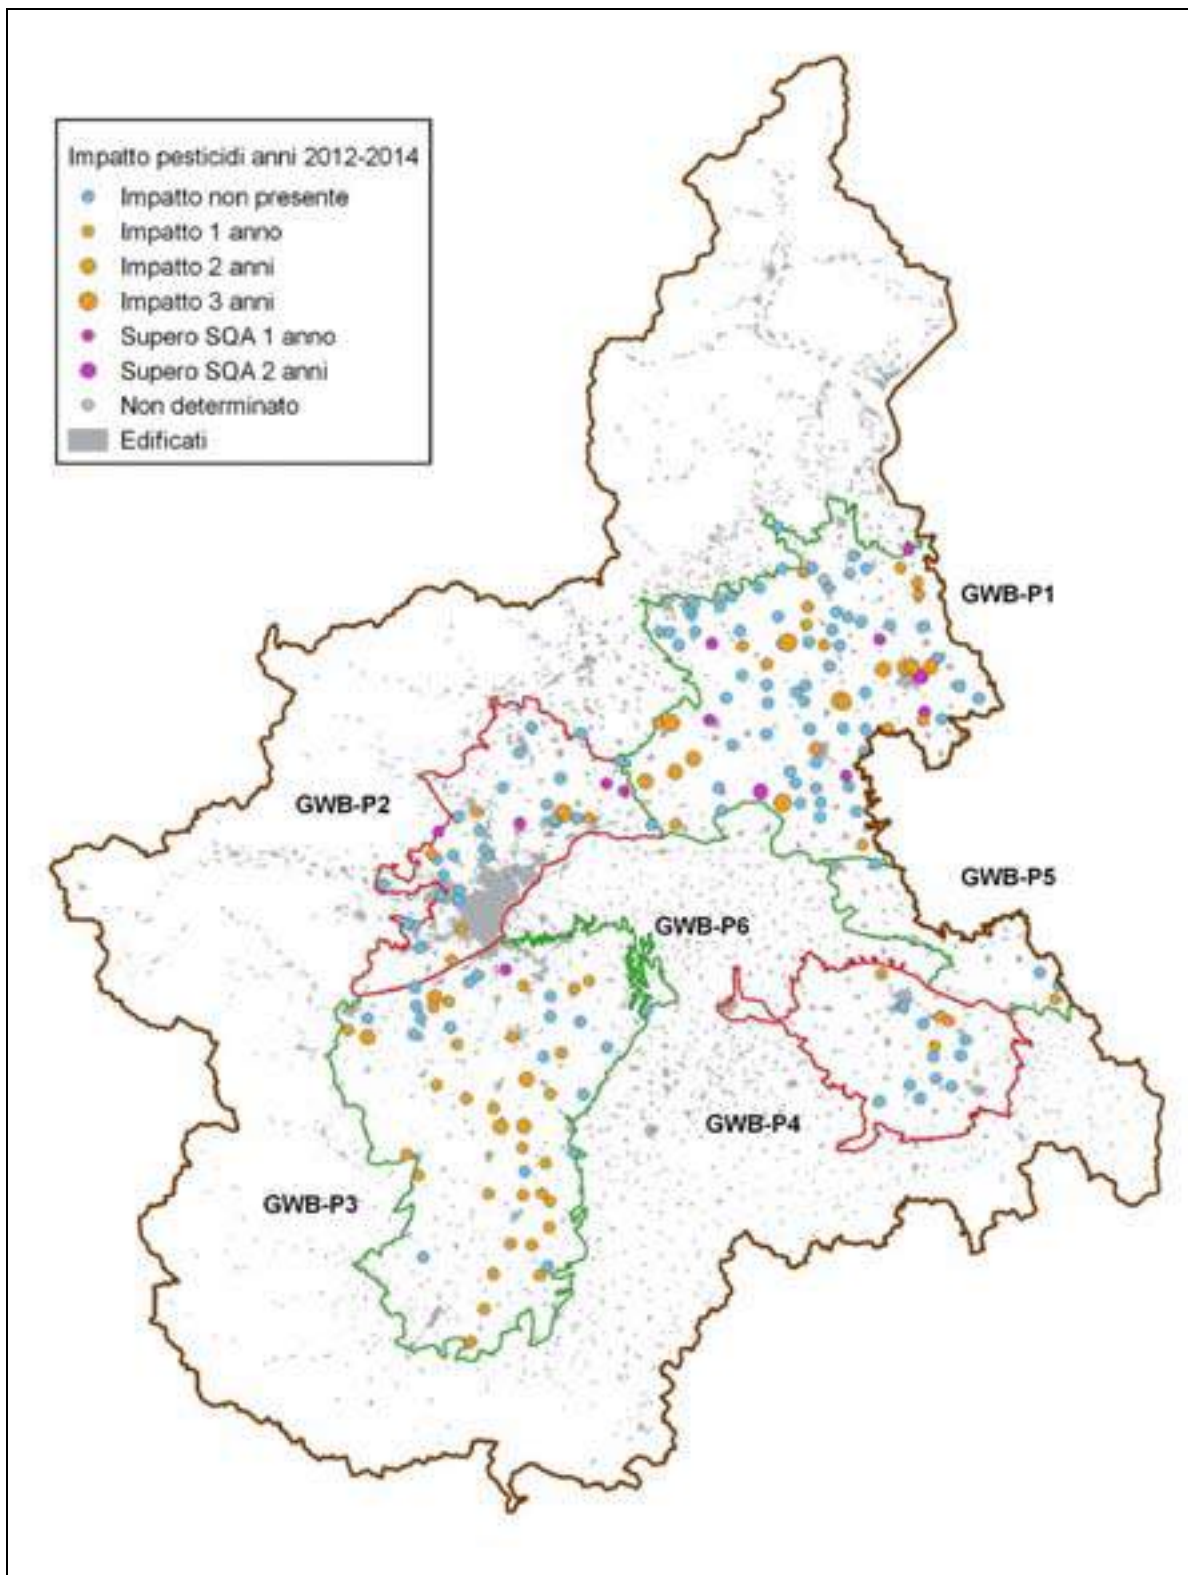 Impatto pesticidi anni 2012-2014
Impatto non presente
Impatto 1 anno
Impatto 2 anni
Impatto 3 anni
Supero SQA 1 anno
Supero SQA 2 anni
Non determinato
Edificati
GWB-P1
GWB-P2
GWB-P5
GWB-P6
GWB-P4
GWB-P3